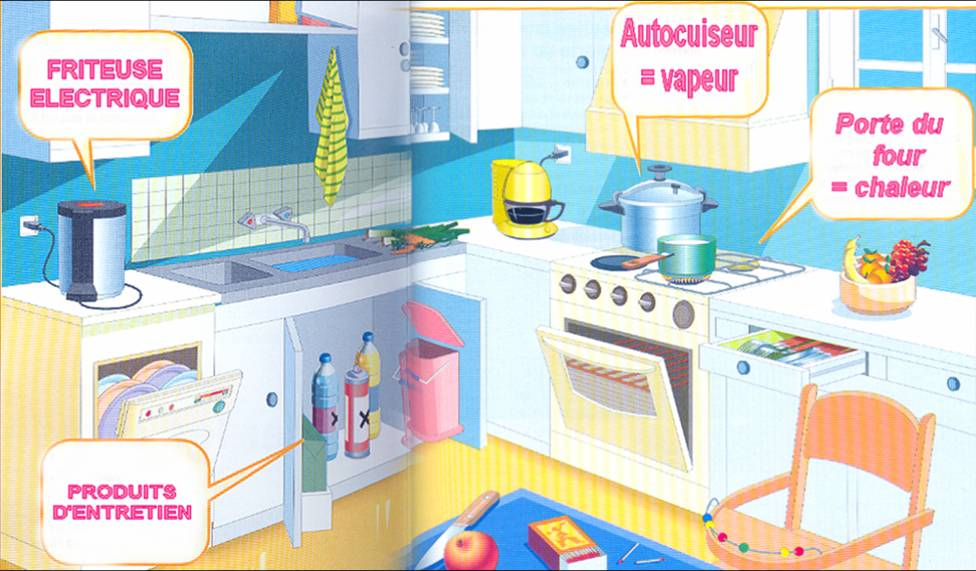 FRITEUSE
ELECTRIQUE
Autocuiseur
= vapeur
Porte du
four
= chaleur
PRODUITS
D'ENTRETIEN
X
X